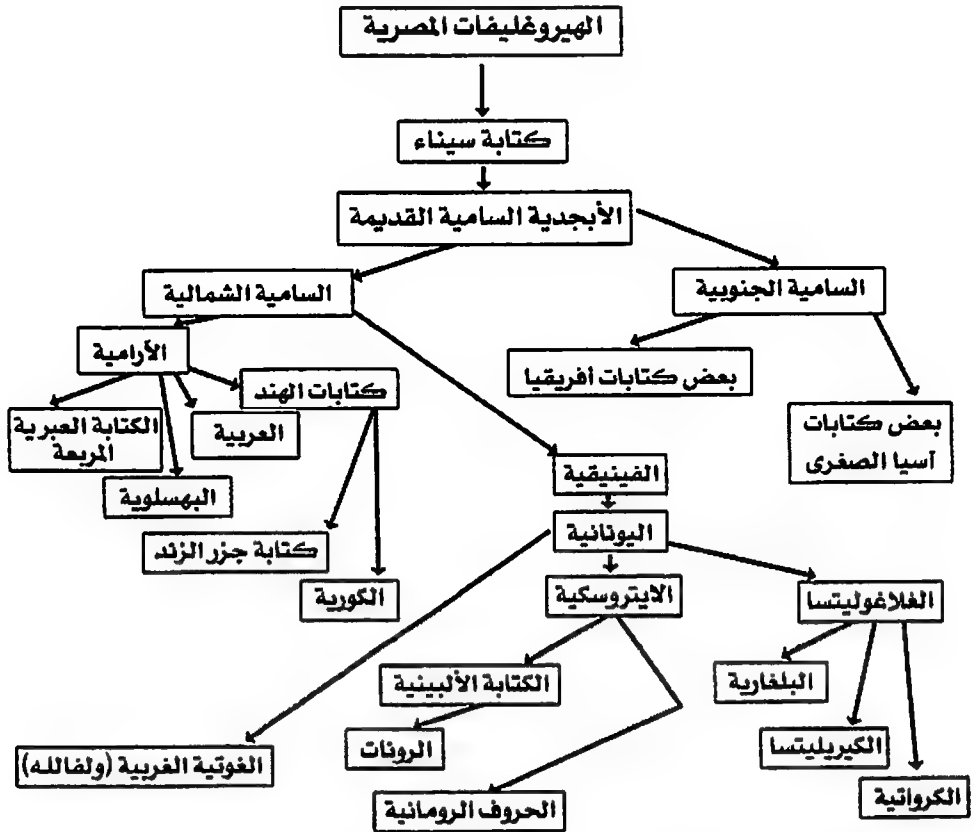 الهيروغليفات المصرية
كتابة سيناء
الأبجدية السامية القديمة
السامية الجنوبية
السامية الشمالية
الآرامية
بعض كتابات أفريقيا
كتابات الهند
بعض كتابات
آسيا الصغرى
الكتابة العبرية
المربعة
العربية
الفينيقية
البهسلوية
اليونانية
كتابة جزر الزند
الكورية
الايتروسكية
الغلاغوليتسا
الكتابة الألبينية
البلغارية
الرونات
الكيريليتسا
الغوتية الغربية (ولفالله)
الحروف الرومانية
الكرواتية